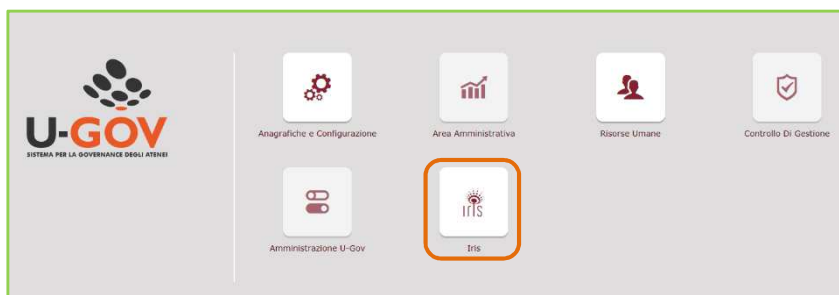 U-GOV
SISTEMA PER LA GOVERNANCE DEGLI ATENEI
Anagrafiche e Configurazione
Area Amministrativa
Risorse Umane
Controllo Di Gestione
Amministrazione U-Gov
IRIS
Iris